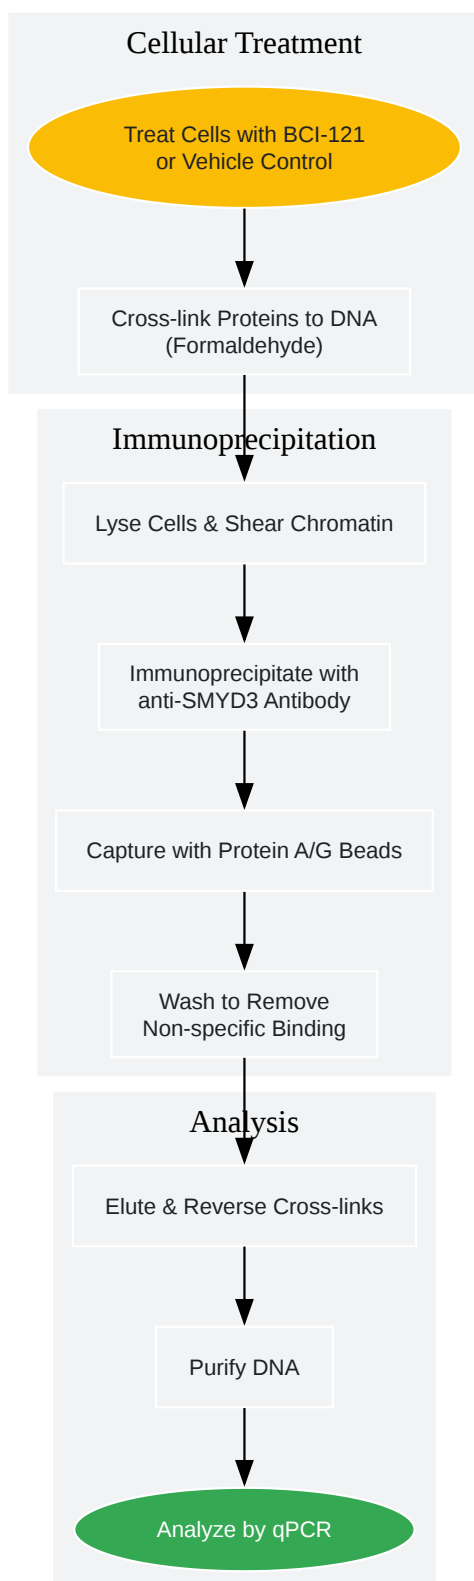 Cellular Treatment
Treat Cells with BCI-121
or Vehicle Control
Cross-link Proteins to DNA
(Formaldehyde)
Immunoprecipitation
Lyse Cells & Shear Chromatin
Immunoprecipitate with
anti-SMYD3 Antibody
Capture with Protein A/G Beads
Wash to Remove
Non-specific Binding
Analysis
Elute & Reverse Cross-links
Purify DNA
Analyze by qPCR